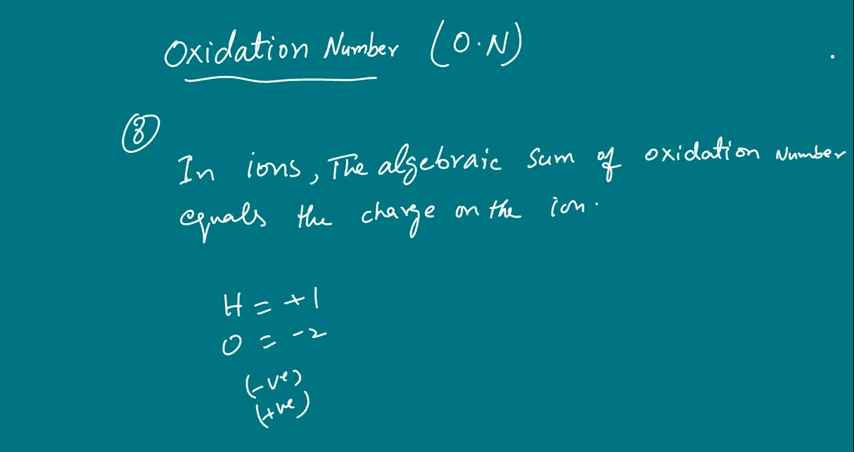 Oxidation Number (O.N)
⑧
In ions, The algebraic sum of oxidation Number
equals the charge on the ion.
H = +1
O = -2
(-ve)
(+ve)